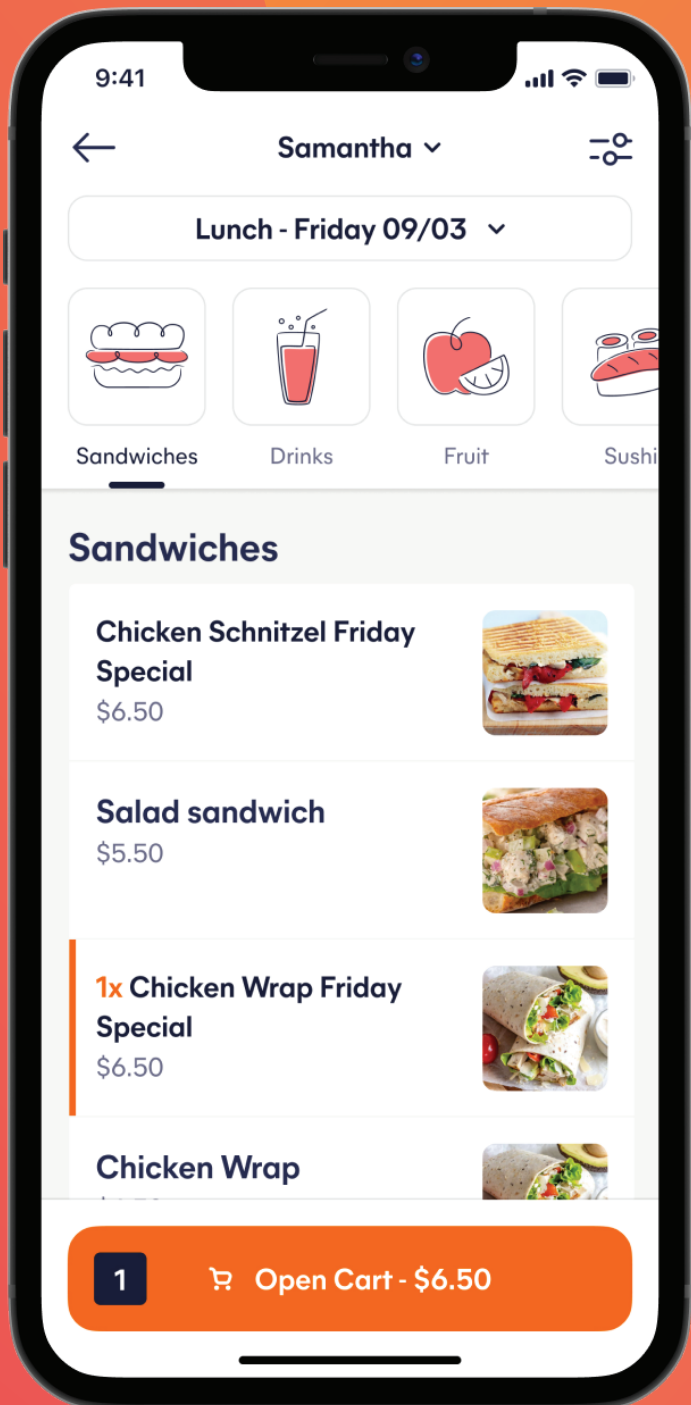 9:41
Samantha
Lunch - Friday 09/03
Sandwiches
Drinks
Fruit
Sushi
Sandwiches
Chicken Schnitzel Friday
Special
$6.50
Salad sandwich
$5.50
1x Chicken Wrap Friday
Special
$6.50
Chicken Wrap
1
Open Cart - $6.50